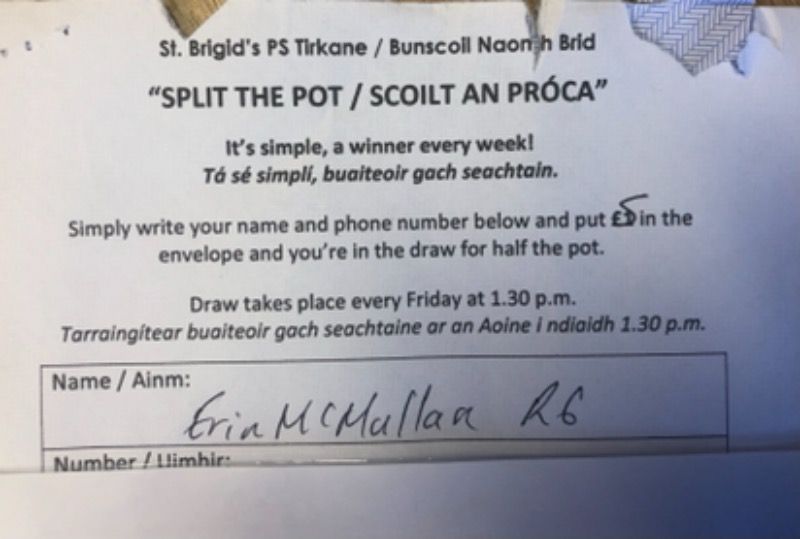 St. Brigid's PS Tirkane / Bunscoil Naomh Brid
“SPLIT THE POT / SCOILT AN PRÓCA”
It's simple, a winner every week!
Tá sé simplí, buaiteoir gach seachtain.
Simply write your name and phone number below and put £5 in the
envelope and you're in the draw for half the pot.
Draw takes place every Friday at 1.30 p.m.
Tarraingítear buaiteoir gach seachtaine ar an Aoine i ndiaidh 1.30 p.m.
Name / Ainm:
Erin McMullan R6
Number / Uimhir: